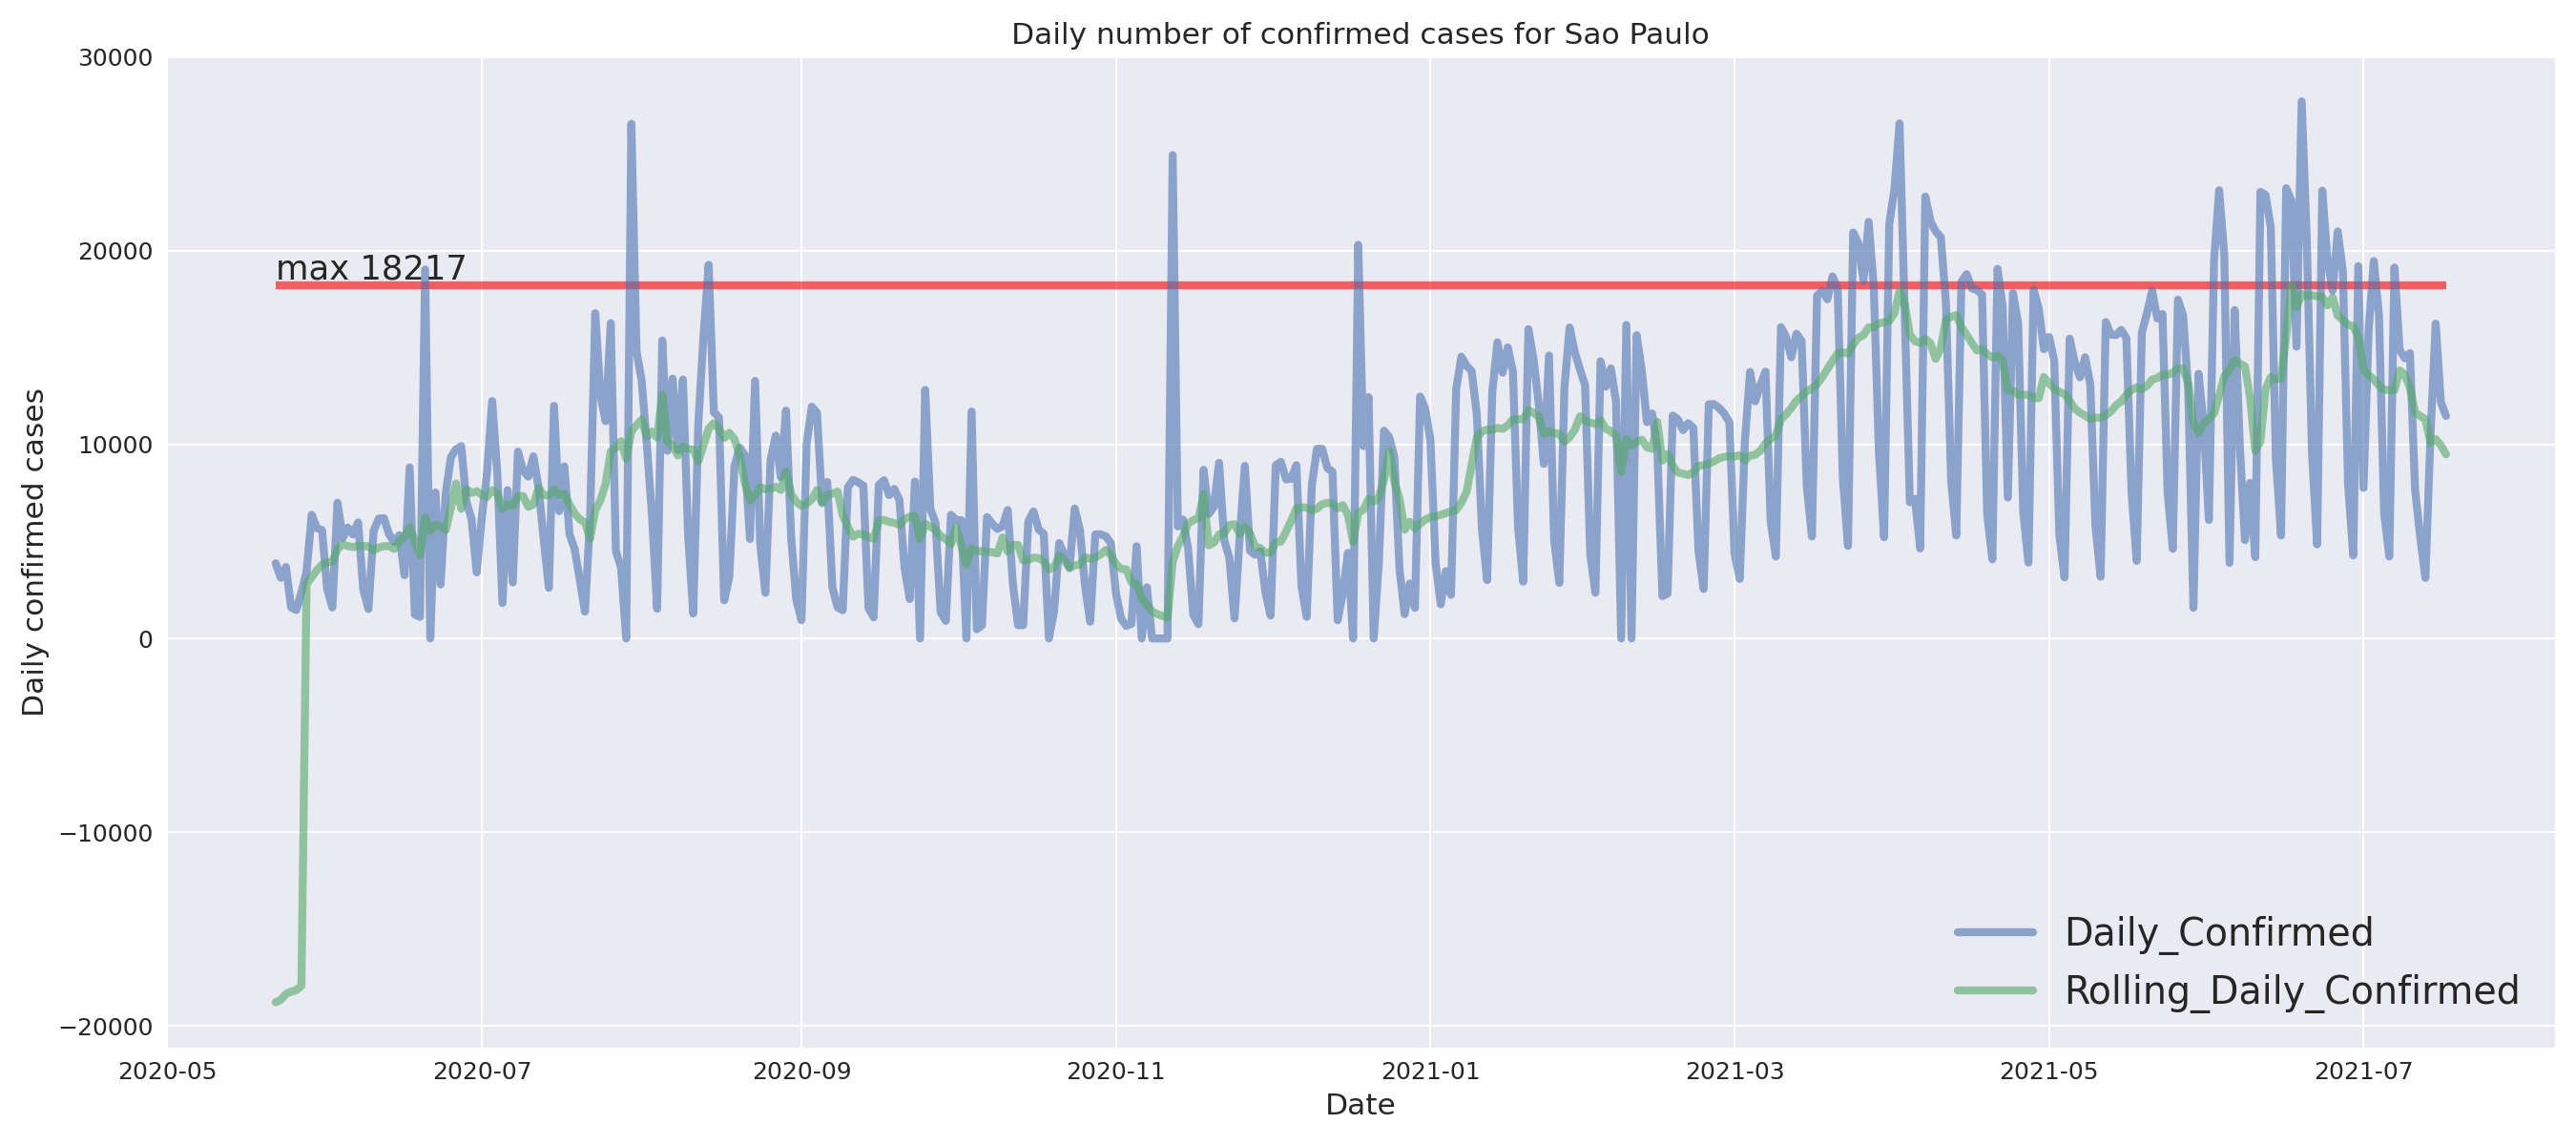 Daily number of confirmed cases for Sao Paulo
30000
20000
10000
0
−10000
−20000
Daily confirmed cases
max 18217
Daily_Confirmed
Rolling_Daily_Confirmed
2020-05 2020-07 2020-09 2020-11 2021-01 2021-03 2021-05 2021-07
Date